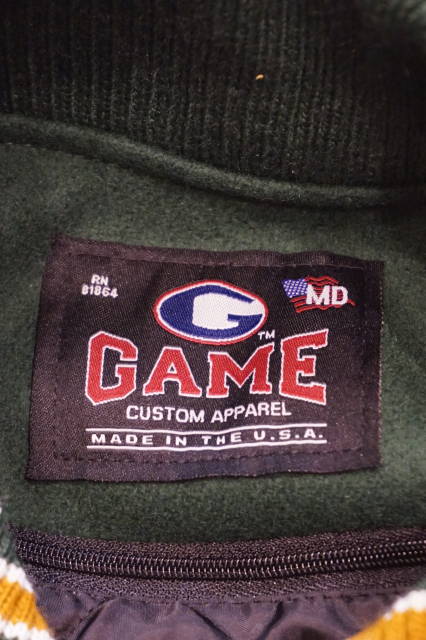 RN
81864
G
MD
GAME™
CUSTOM APPAREL
MADE IN THE U.S.A.